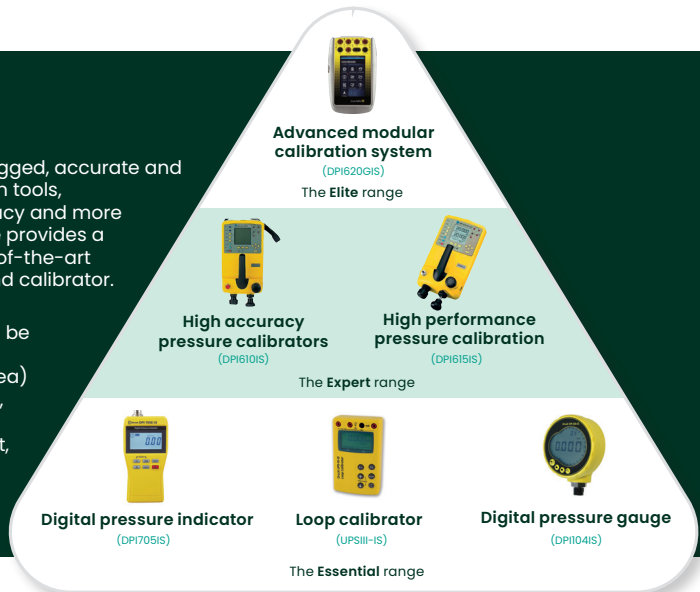 Advanced modular
calibration system
(DPI620GIS)
The Elite range
gged, accurate and
n tools,
acy and more
provides a
of-the-art
nd calibrator.
be
ea)
,
t,
High accuracy
pressure calibrators
(DPI610IS)
High performance
pressure calibration
(DPI615IS)
The Expert range
Digital pressure indicator
(DPI705IS)
Loop calibrator
(UPSIII-IS)
Digital pressure gauge
(DPI104IS)
The Essential range